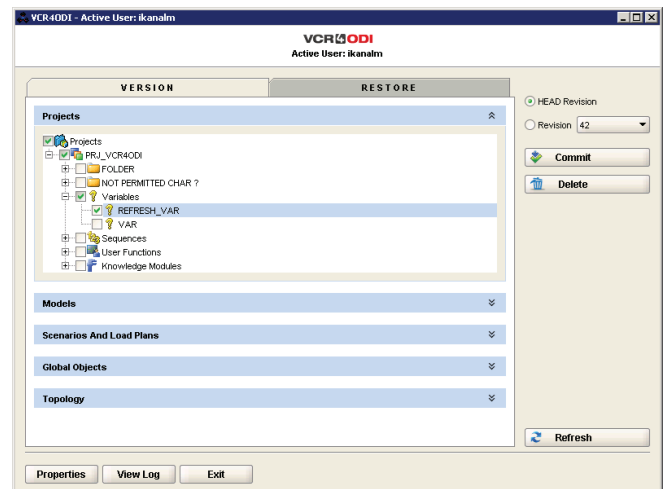 VCR4ODI - Active User: ikanalm
VCR4ODI
Active User: ikanalm
VERSION
RESTORE
Projects
Projects
PRJ_VCR4ODI
FOLDER
NOT PERMITTED CHAR ?
Variables
REFRESH_VAR
VAR
Sequences
User Functions
Knowledge Modules
Models
Scenarios And Load Plans
Global Objects
Topology
HEAD Revision
Revision 42
Commit
Delete
Refresh
Properties
View Log
Exit